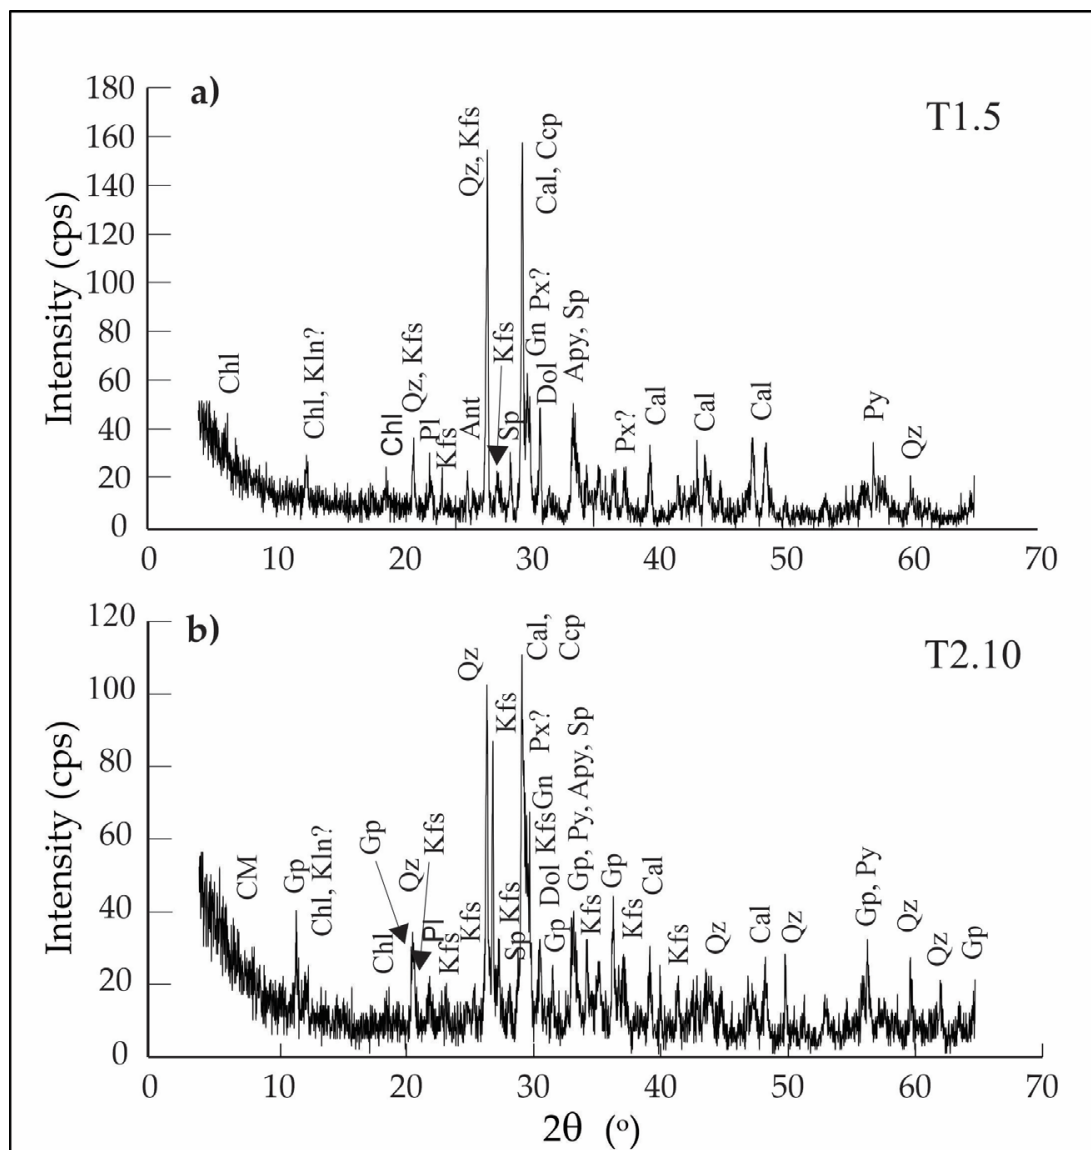 a)
T1.5
Intensity (cps)
180
160
140
120
100
80
60
40
20
0
Chl
Chl, Kln?
Chl
Qz, Kfs
Pl
Kfs
Ant
Qz, Kfs
Kfs
Sp
Cal, Ccp
Gn Px?
Dol
Apy, Sp
Px?
Cal
Cal
Cal
Py
Qz
0 10 20 30 40 50 60 70
b)
T2.10
Intensity (cps)
120
100
80
60
40
20
0
CM
Gp
Chl, Kln?
Chl
Gp
Qz
Kfs
Pl
Kfs
Kfs
Qz
Kfs
Sp Kfs
Cal,
Ccp
Px?
Gn
Dol Kfs
Gp
Gp, Py, Apy, Sp
Kfs
Gp
Kfs
Cal
Kfs
Qz
Cal
Qz
Gp, Py
Qz
Qz
Gp
0 10 20 30 40 50 60 70
2θ (°)